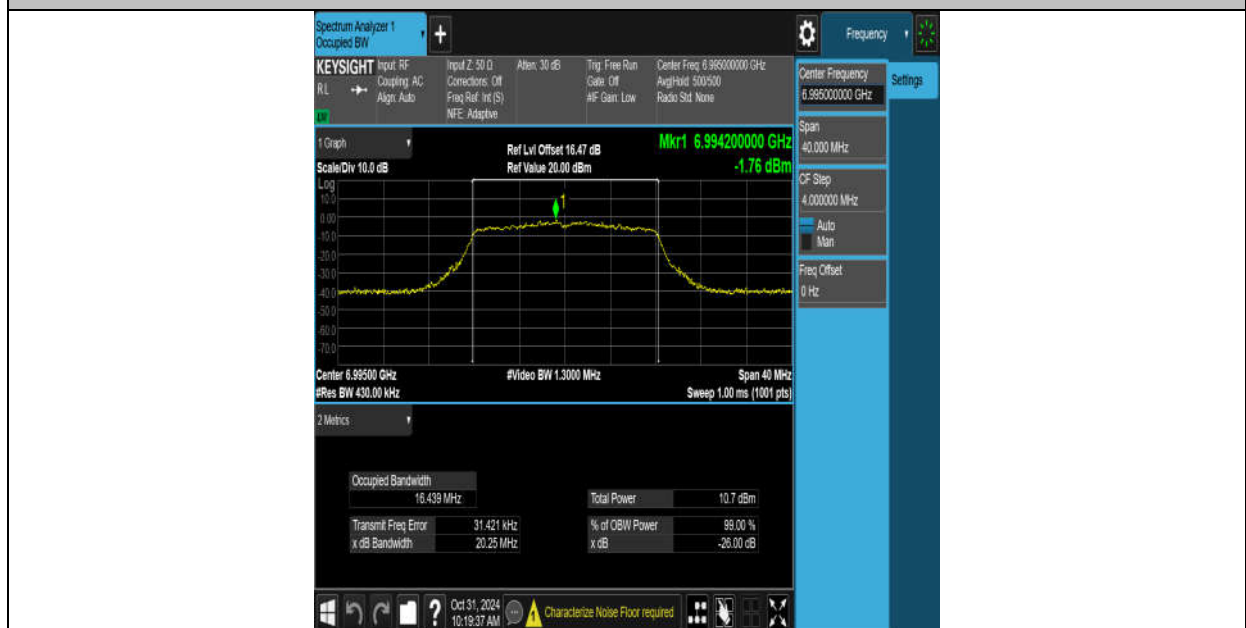 Spectrum Analyzer 1
Occupied BW
+
Frequency
KEYSIGHT
RL
LW
Input: RF
Coupling: AC
Align: Auto
Input Z: 50 Ω
Corrections: Off
Freq Ref: Int (S)
NFE: Adaptive
Atten: 30 dB
Trig: Free Run
Gate: Off
#IF Gain: Low
Center Freq: 6.995000000 GHz
Avg|Hold: 500/500
Radio Std: None
Center Frequency
6.995000000 GHz
Settings
Span
40.000 MHz
CF Step
4.000000 MHz
Auto
Man
Freq Offset
0 Hz
1 Graph
Scale/Div 10.0 dB
Ref Lvl Offset 16.47 dB
Ref Value 20.00 dBm
Mkr1 6.994200000 GHz
-1.76 dBm
Log
10.0
0.00
-10.0
-20.0
-30.0
-40.0
-50.0
-60.0
-70.0
1
Center 6.99500 GHz
#Res BW 430.00 kHz
#Video BW 1.3000 MHz
Span 40 MHz
Sweep 1.00 ms (1001 pts)
2 Metrics
Occupied Bandwidth
16.439 MHz
Total Power 10.7 dBm
Transmit Freq Error 31.421 kHz
% of OBW Power 99.00 %
x dB Bandwidth 20.25 MHz
x dB -26.00 dB
?
Oct 31, 2024
10:19:37 AM
Characterize Noise Floor required